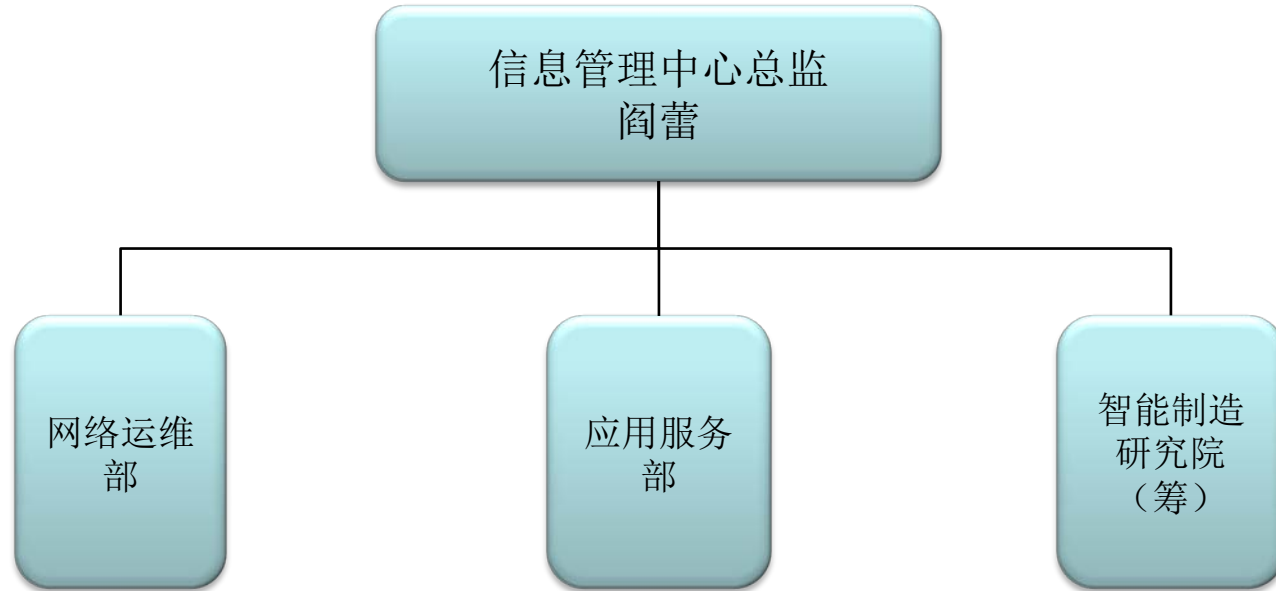 信息管理中心总监
阎蕾
网络运维
部
应用服务
部
智能制造
研究院
（筹）